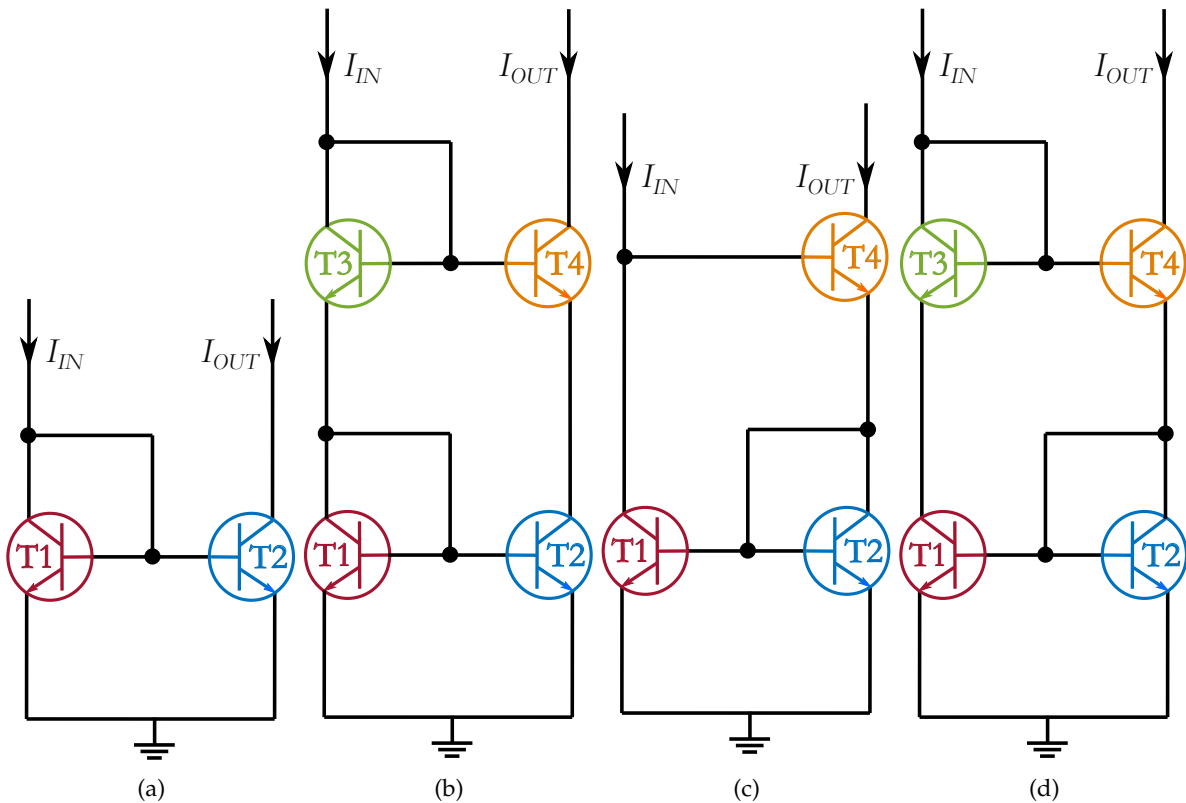 I_IN
I_OUT
T1
T2
(a)
I_IN
I_OUT
T3
T4
T1
T2
(b)
I_IN
I_OUT
T4
T1
T2
(c)
I_IN
I_OUT
T3
T4
T1
T2
(d)